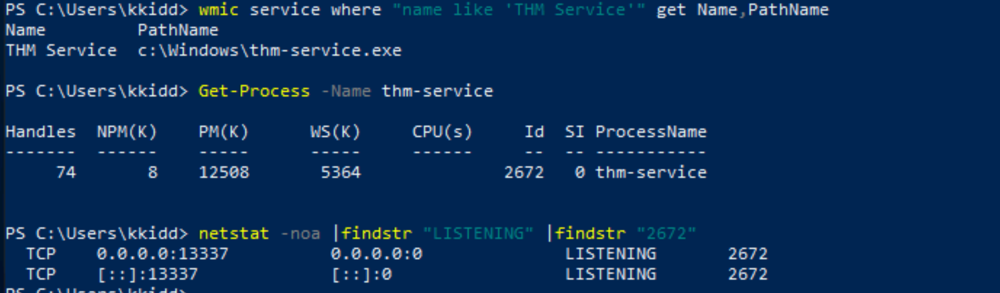 PS C:\Users\kkidd> wmic service where "name like 'THM Service'" get Name,PathName
Name         PathName
THM Service  c:\Windows\thm-service.exe
PS C:\Users\kkidd> Get-Process -Name thm-service
Handles  NPM(K)    PM(K)      WS(K)     CPU(s)     Id  SI ProcessName
-------  ------    -----      -----     ------     --  -- -----------
     74       8    12508       5364              2672   0 thm-service
PS C:\Users\kkidd> netstat -noa |findstr "LISTENING" |findstr "2672"
  TCP    0.0.0.0:13337          0.0.0.0:0              LISTENING       2672
  TCP    [::]:13337             [::]:0                 LISTENING       2672
PS C:\Users\kkidd>